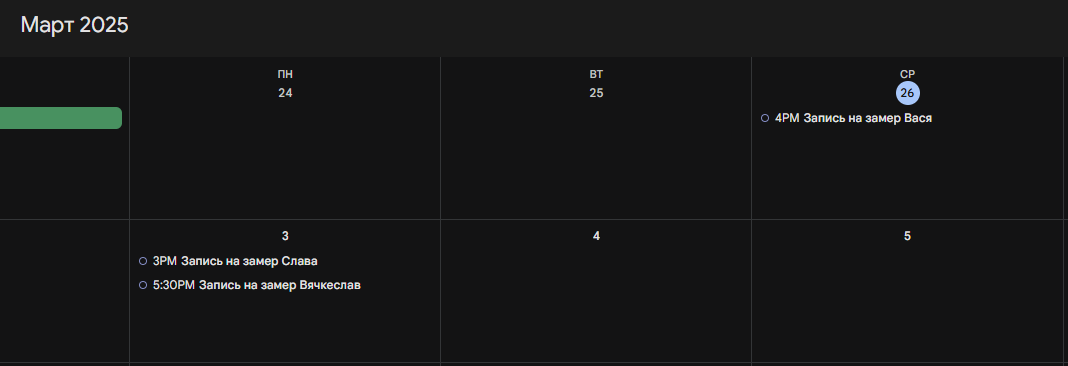 Март 2025
ПН
ВТ
СР
24
25
26
4PM Запись на замер Вася
3
4
5
3PM Запись на замер Слава
5:30PM Запись на замер Вячкеслав